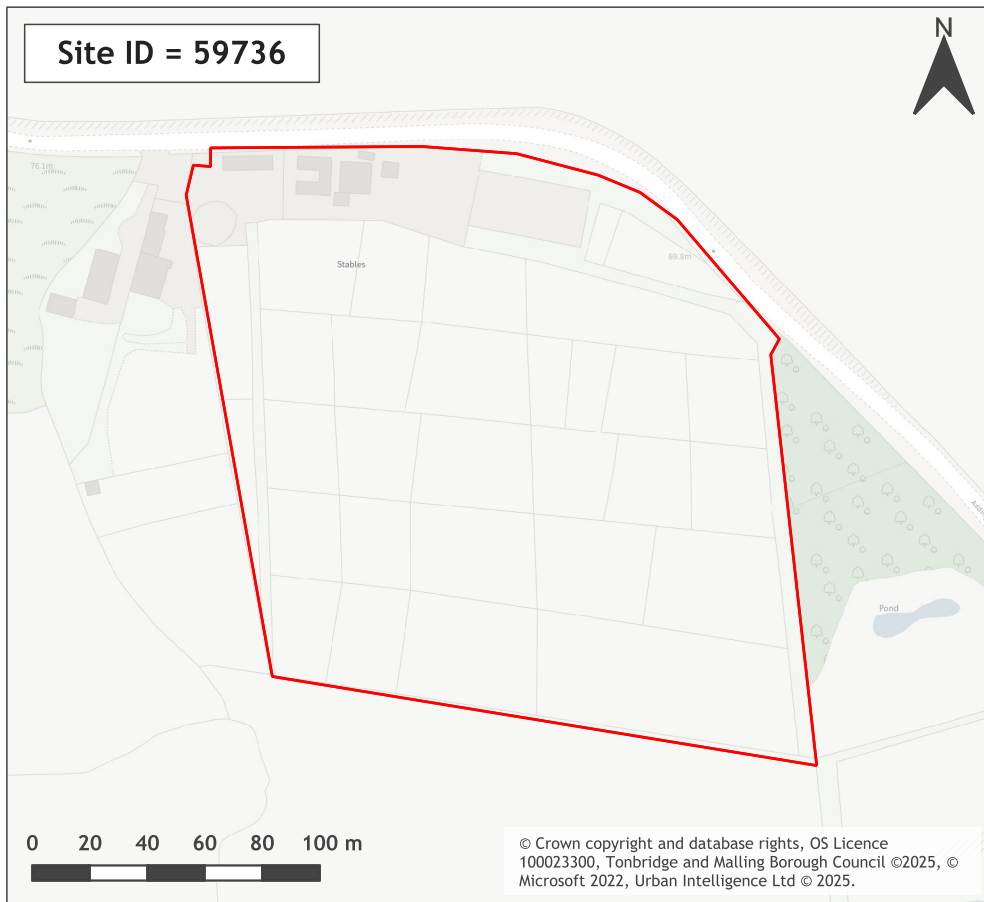 Site ID = 59736
N
76.1m
Stables
69.8m
Pond
0 20 40 60 80 100 m
© Crown copyright and database rights, OS Licence
100023300, Tonbridge and Malling Borough Council ©2025, ©
Microsoft 2022, Urban Intelligence Ltd © 2025.